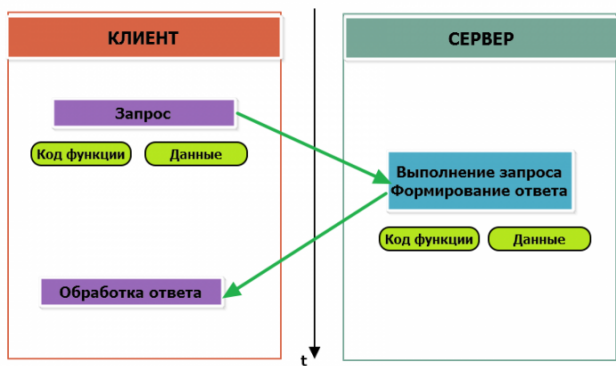 КЛИЕНТ
СЕРВЕР
Запрос
Код функции
Данные
Выполнение запроса
Формирование ответа
Код функции
Данные
Обработка ответа
t